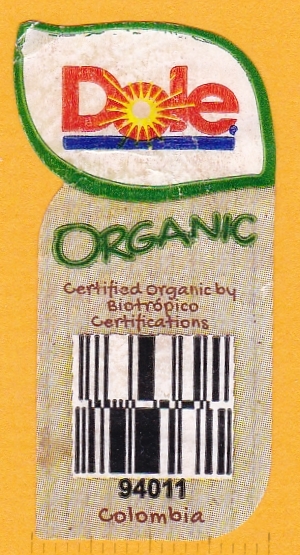 Dole
ORGANIC
Certified Organic by
Biotrópico
Certifications
94011
Colombia